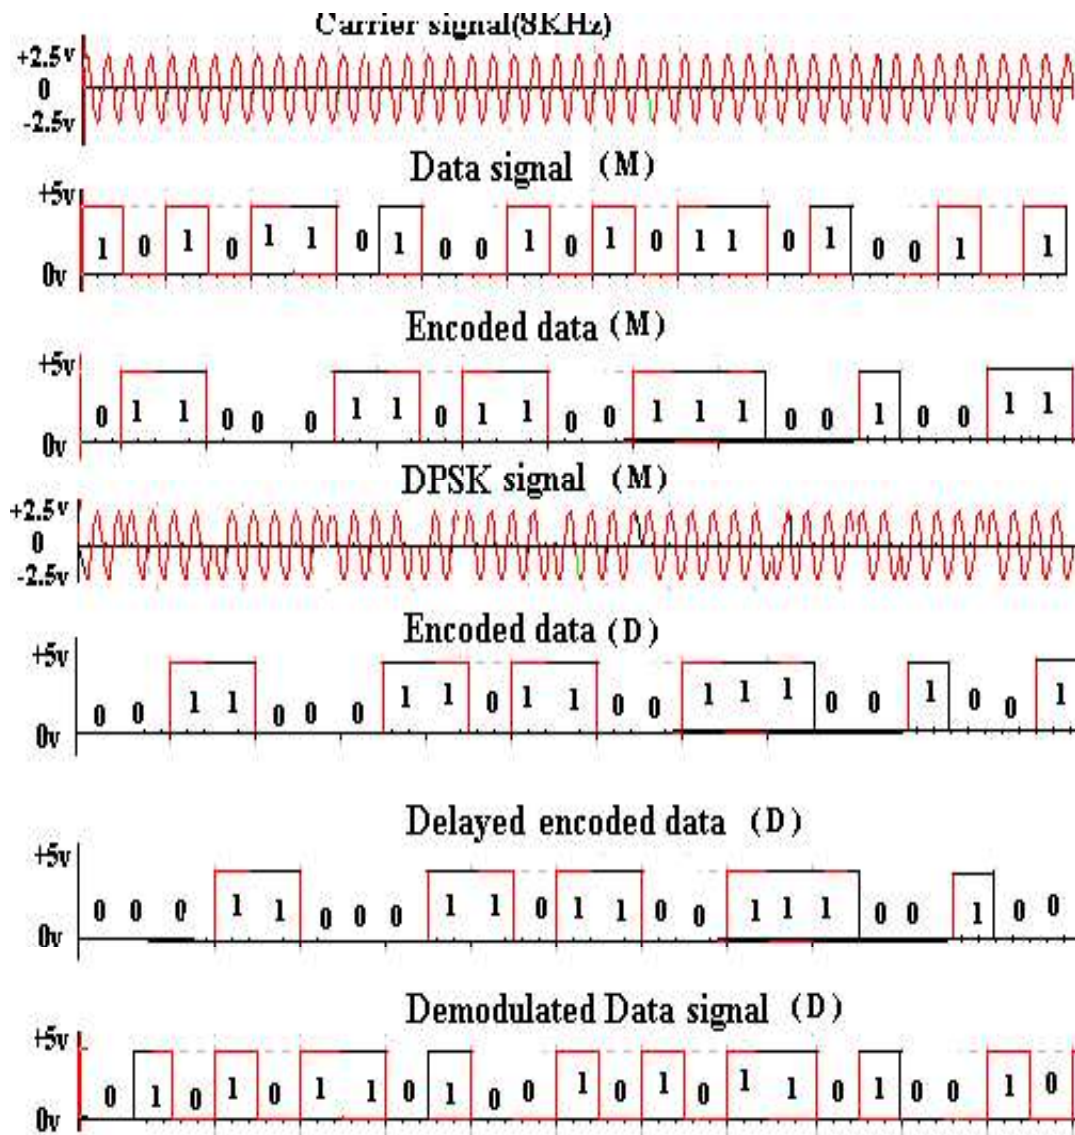 Carrier signal(8KHz)
+2.5v
0
-2.5v
Data signal (M)
+5v
1 0 1 0 1 1 0 1 0 0 1 0 1 0 1 1 0 1 0 0 1 1
0v
Encoded data (M)
+5v
0 1 1 0 0 0 1 1 0 1 1 0 0 1 1 1 0 0 1 0 0 1 1
0v
DPSK signal (M)
+2.5v
0
-2.5v
Encoded data (D)
+5v
0 0 1 1 0 0 0 1 1 0 1 1 0 0 1 1 1 0 0 1 0 0 1
0v
Delayed encoded data (D)
+5v
0 0 0 1 1 0 0 0 1 1 0 1 1 0 0 1 1 1 0 0 1 0 0
0v
Demodulated Data signal (D)
+5v
0 1 0 1 0 1 1 0 1 0 0 1 0 1 0 1 1 0 1 0 0 1 0
0v